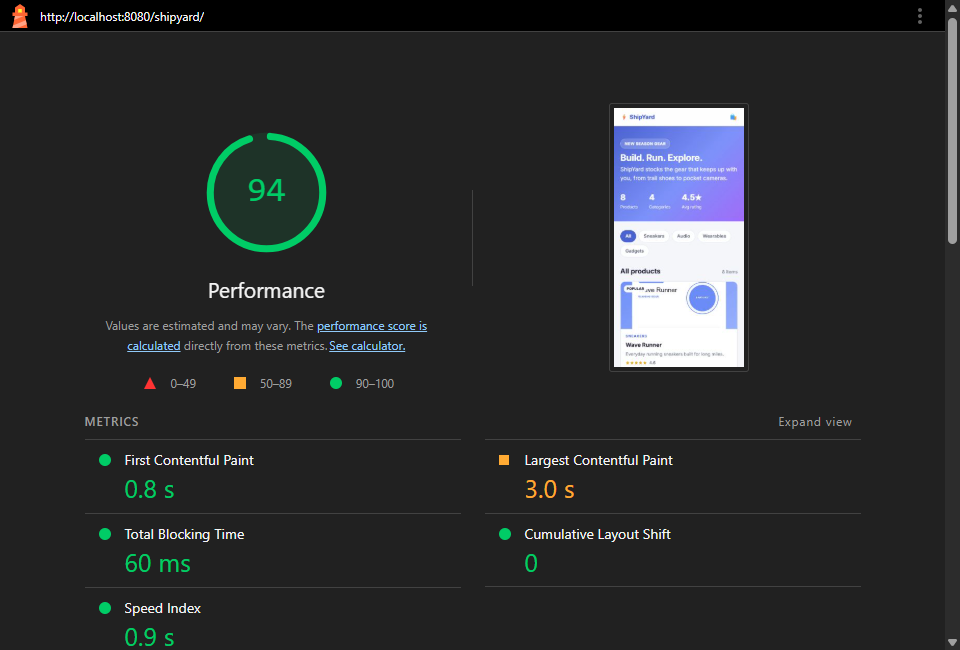 http://localhost:8080/shipyard/
94
Performance
Values are estimated and may vary. The performance score is
calculated directly from these metrics. See calculator.
0–49
50–89
90–100
ShipYard
NEW SEASON GEAR
Build. Run. Explore.
ShipYard stocks the gear that keeps up with
you, from trail shoes to pocket cameras.
8
4
4.5★
Products
Categories
Avg rating
All
Sneakers
Audio
Wearables
Gadgets
All products
8 items
POPULAR
Runner
SNEAKERS
Wave Runner
Everyday running sneakers built for long miles.
★★★★★ 4.8
METRICS
Expand view
First Contentful Paint
0.8 s
Largest Contentful Paint
3.0 s
Total Blocking Time
60 ms
Cumulative Layout Shift
0
Speed Index
0.9 s